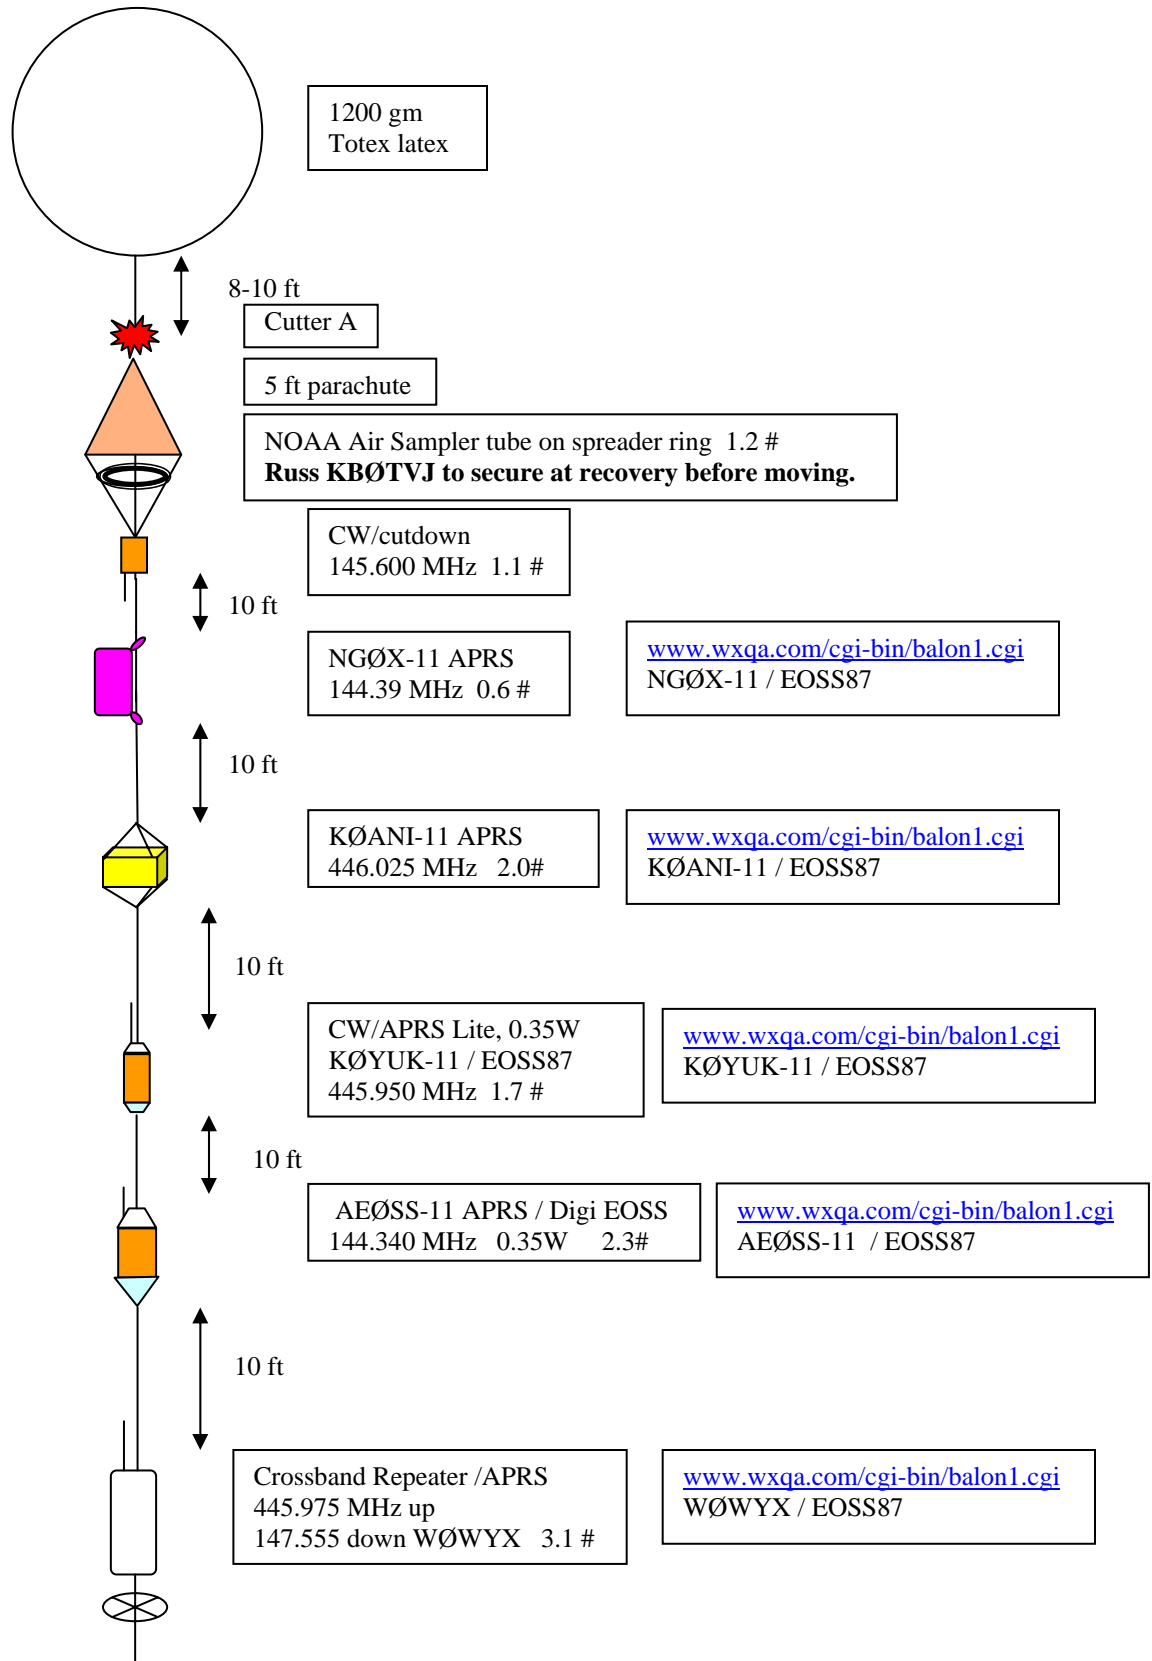 1200 gm
Totex latex
8-10 ft
Cutter A
5 ft parachute
NOAA Air Sampler tube on spreader ring 1.2 #
Russ KBØTVJ to secure at recovery before moving.
CW/cutdown
145.600 MHz 1.1 #
10 ft
NGØX-11 APRS
144.39 MHz 0.6 #
www.wxqa.com/cgi-bin/balon1.cgi
NGØX-11 / EOSS87
10 ft
KØANI-11 APRS
446.025 MHz 2.0#
www.wxqa.com/cgi-bin/balon1.cgi
KØANI-11 / EOSS87
10 ft
CW/APRS Lite, 0.35W
KØYUK-11 / EOSS87
445.950 MHz 1.7 #
www.wxqa.com/cgi-bin/balon1.cgi
KØYUK-11 / EOSS87
10 ft
AEØSS-11 APRS / Digi EOSS
144.340 MHz 0.35W 2.3#
www.wxqa.com/cgi-bin/balon1.cgi
AEØSS-11 / EOSS87
10 ft
Crossband Repeater /APRS
445.975 MHz up
147.555 down WØWYX 3.1 #
www.wxqa.com/cgi-bin/balon1.cgi
WØWYX / EOSS87